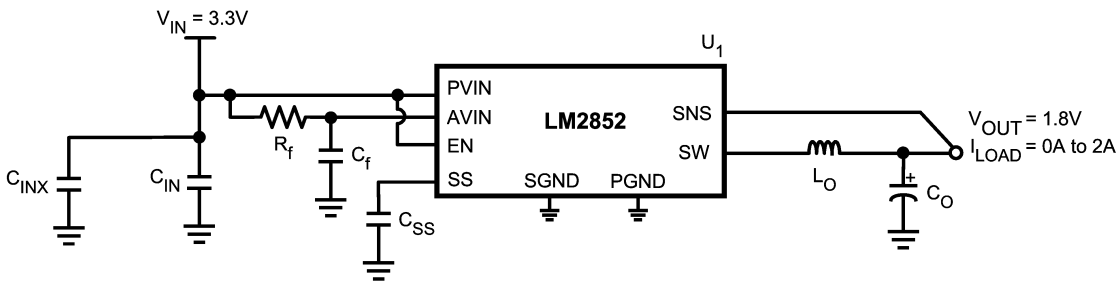 V_IN = 3.3V
U_1
PVIN
AVIN
EN
SS
LM2852
SNS
SW
SGND
PGND
R_f
C_f
C_INX
C_IN
C_SS
L_O
+
C_O
V_OUT = 1.8V
I_LOAD = 0A to 2A